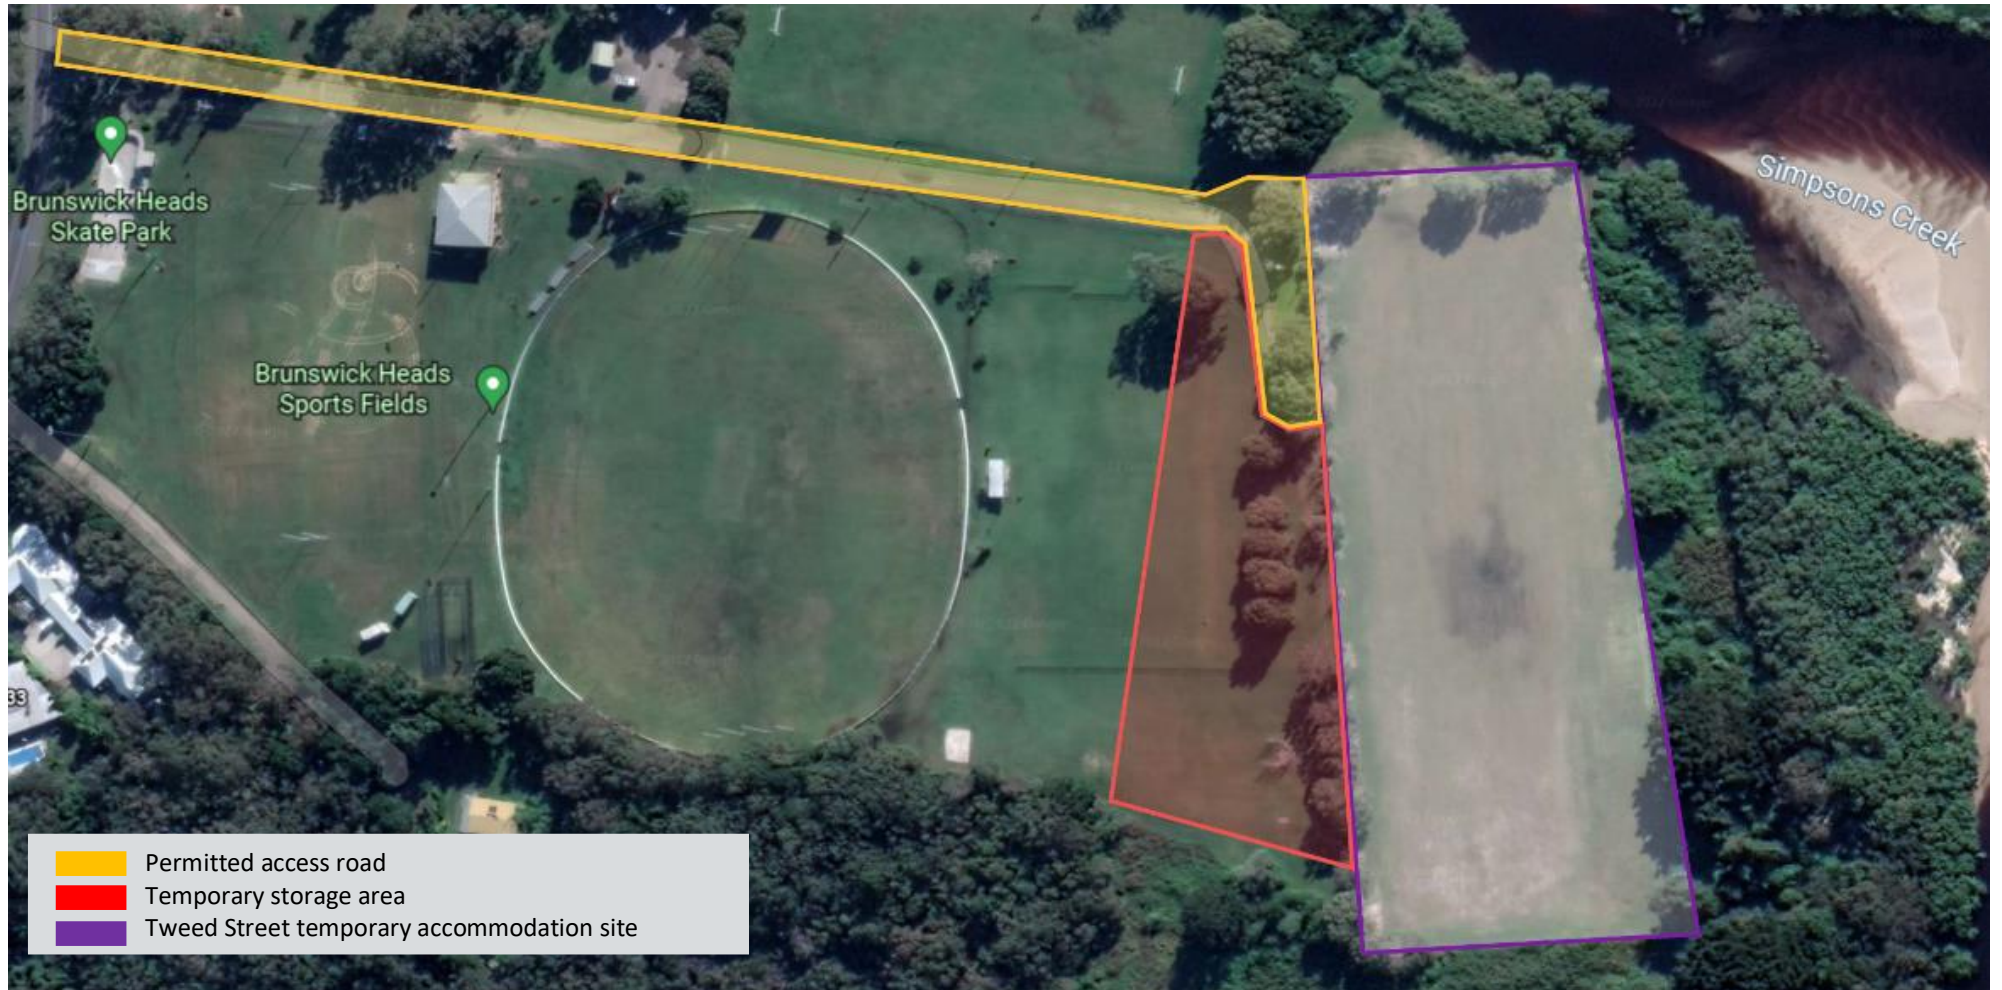 Brunswick Heads
Skate Park
Simpsons Creek
Brunswick Heads
Sports Fields
33
Permitted access road
Temporary storage area
Tweed Street temporary accommodation site